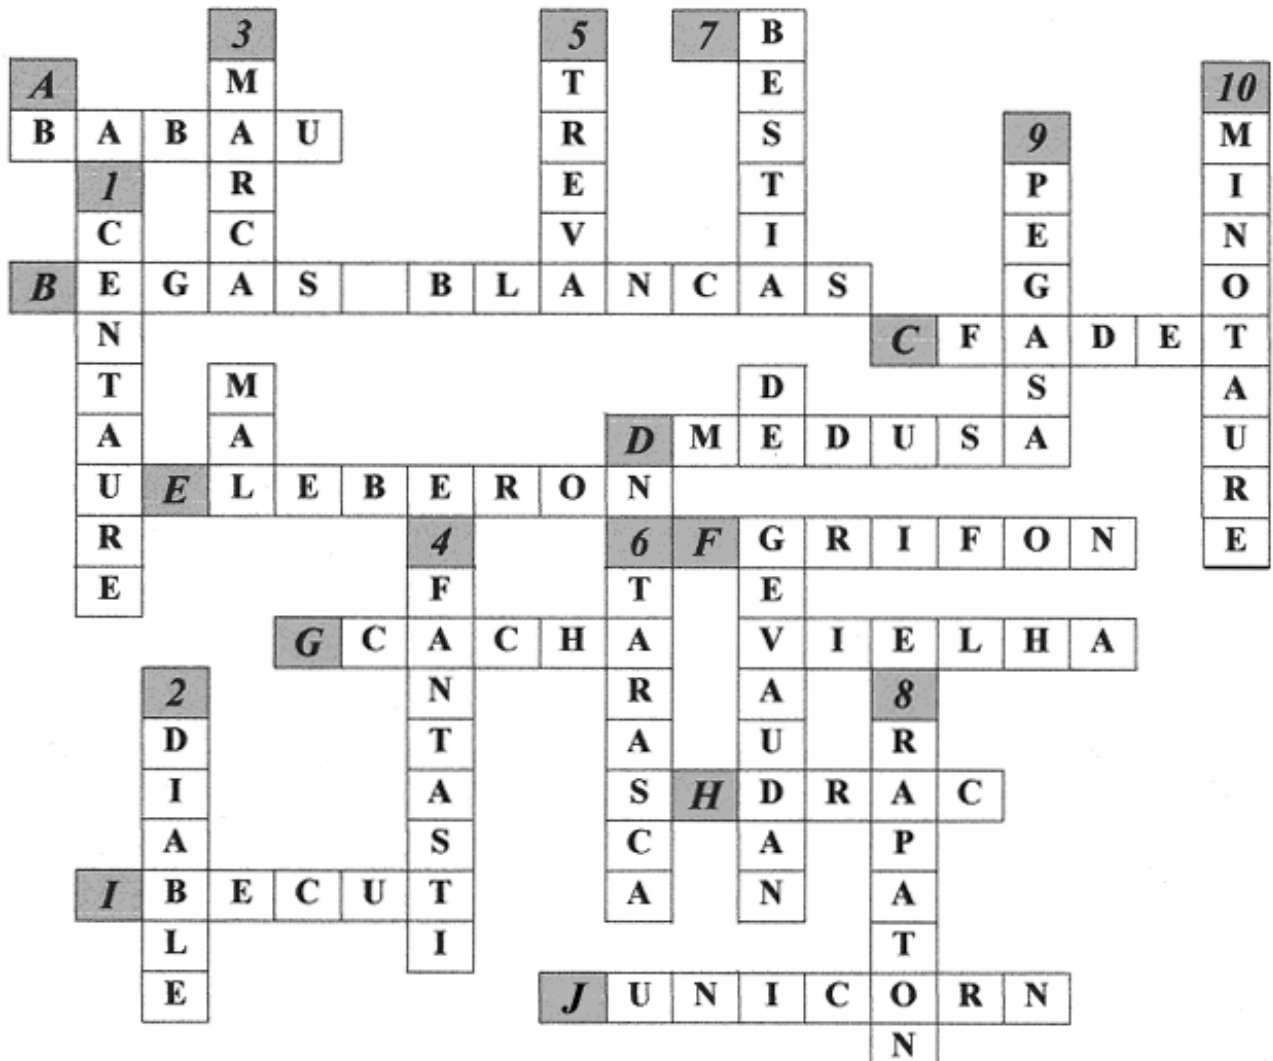 3 5 7 B
A M T E 10
B A B A U R S 9 M
1 R E T P I
C C V I E N
B E G A S B L A N C A S G O
N C F A D E T
T M D S A
A A D M E D U S A U
U E L E B E R O N R
R 4 6 F G R I F O N E
E F T E
G C A C H A V I E L H A
2 N R A 8
D T A U R
I A S H D R A C
A S C A P
I B E C U T A N A
L I T
E J U N I C O R N
N